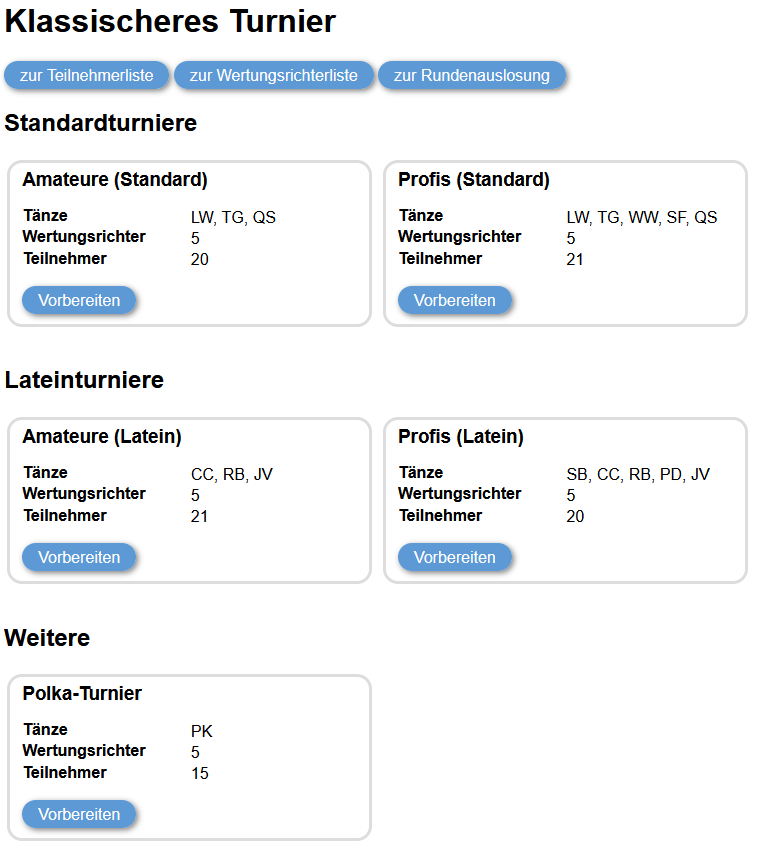 Klassischeres Turnier
zur Teilnehmerliste zur Wertungsrichterliste zur Rundenauslosung
Standardturniere
Amateure (Standard)
Tänze LW, TG, QS
Wertungsrichter 5
Teilnehmer 20
Vorbereiten
Profis (Standard)
Tänze LW, TG, WW, SF, QS
Wertungsrichter 5
Teilnehmer 21
Vorbereiten
Lateinturniere
Amateure (Latein)
Tänze CC, RB, JV
Wertungsrichter 5
Teilnehmer 21
Vorbereiten
Profis (Latein)
Tänze SB, CC, RB, PD, JV
Wertungsrichter 5
Teilnehmer 20
Vorbereiten
Weitere
Polka-Turnier
Tänze PK
Wertungsrichter 5
Teilnehmer 15
Vorbereiten